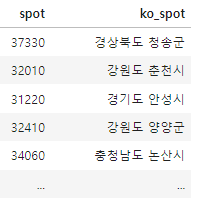 spot ko_spot
37330 경상북도 청송군
32010 강원도 춘천시
31220 경기도 안성시
32410 강원도 양양군
34060 충청남도 논산시
... ...